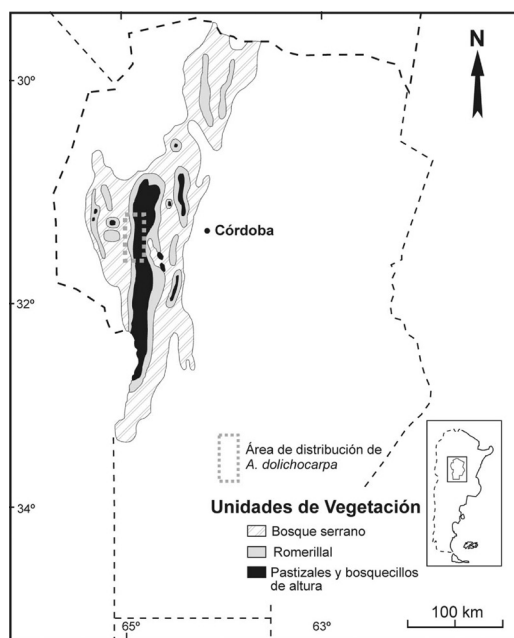 N
30º
Córdoba
32º
Área de distribución de
A. dolichocarpa
34º
Unidades de Vegetación
Bosque serrano
Romerillal
Pastizales y bosquecillos
de altura
65º
63º
100 km